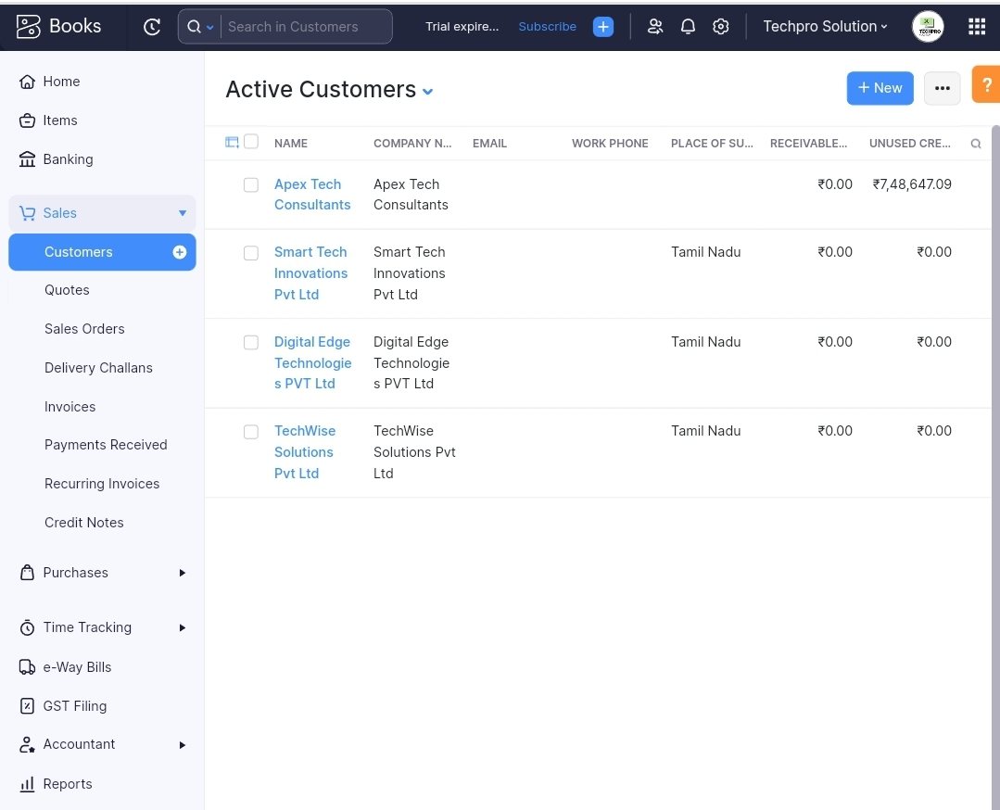 Books
Search in Customers
Trial expire...
Subscribe
Techpro Solution
TECHPRO
Home
Items
Banking
Sales
Customers
Quotes
Sales Orders
Delivery Challans
Invoices
Payments Received
Recurring Invoices
Credit Notes
Purchases
Time Tracking
e-Way Bills
GST Filing
Accountant
Reports
Active Customers
+ New
?
NAME COMPANY N... EMAIL WORK PHONE PLACE OF SU... RECEIVABLE... UNUSED CRE...
Apex Tech Apex Tech ₹0.00 ₹7,48,647.09
Consultants Consultants
Smart Tech Smart Tech Tamil Nadu ₹0.00 ₹0.00
Innovations Innovations
Pvt Ltd Pvt Ltd
Digital Edge Digital Edge Tamil Nadu ₹0.00 ₹0.00
Technologie Technologie
s PVT Ltd s PVT Ltd
TechWise TechWise Tamil Nadu ₹0.00 ₹0.00
Solutions Solutions Pvt
Pvt Ltd Ltd